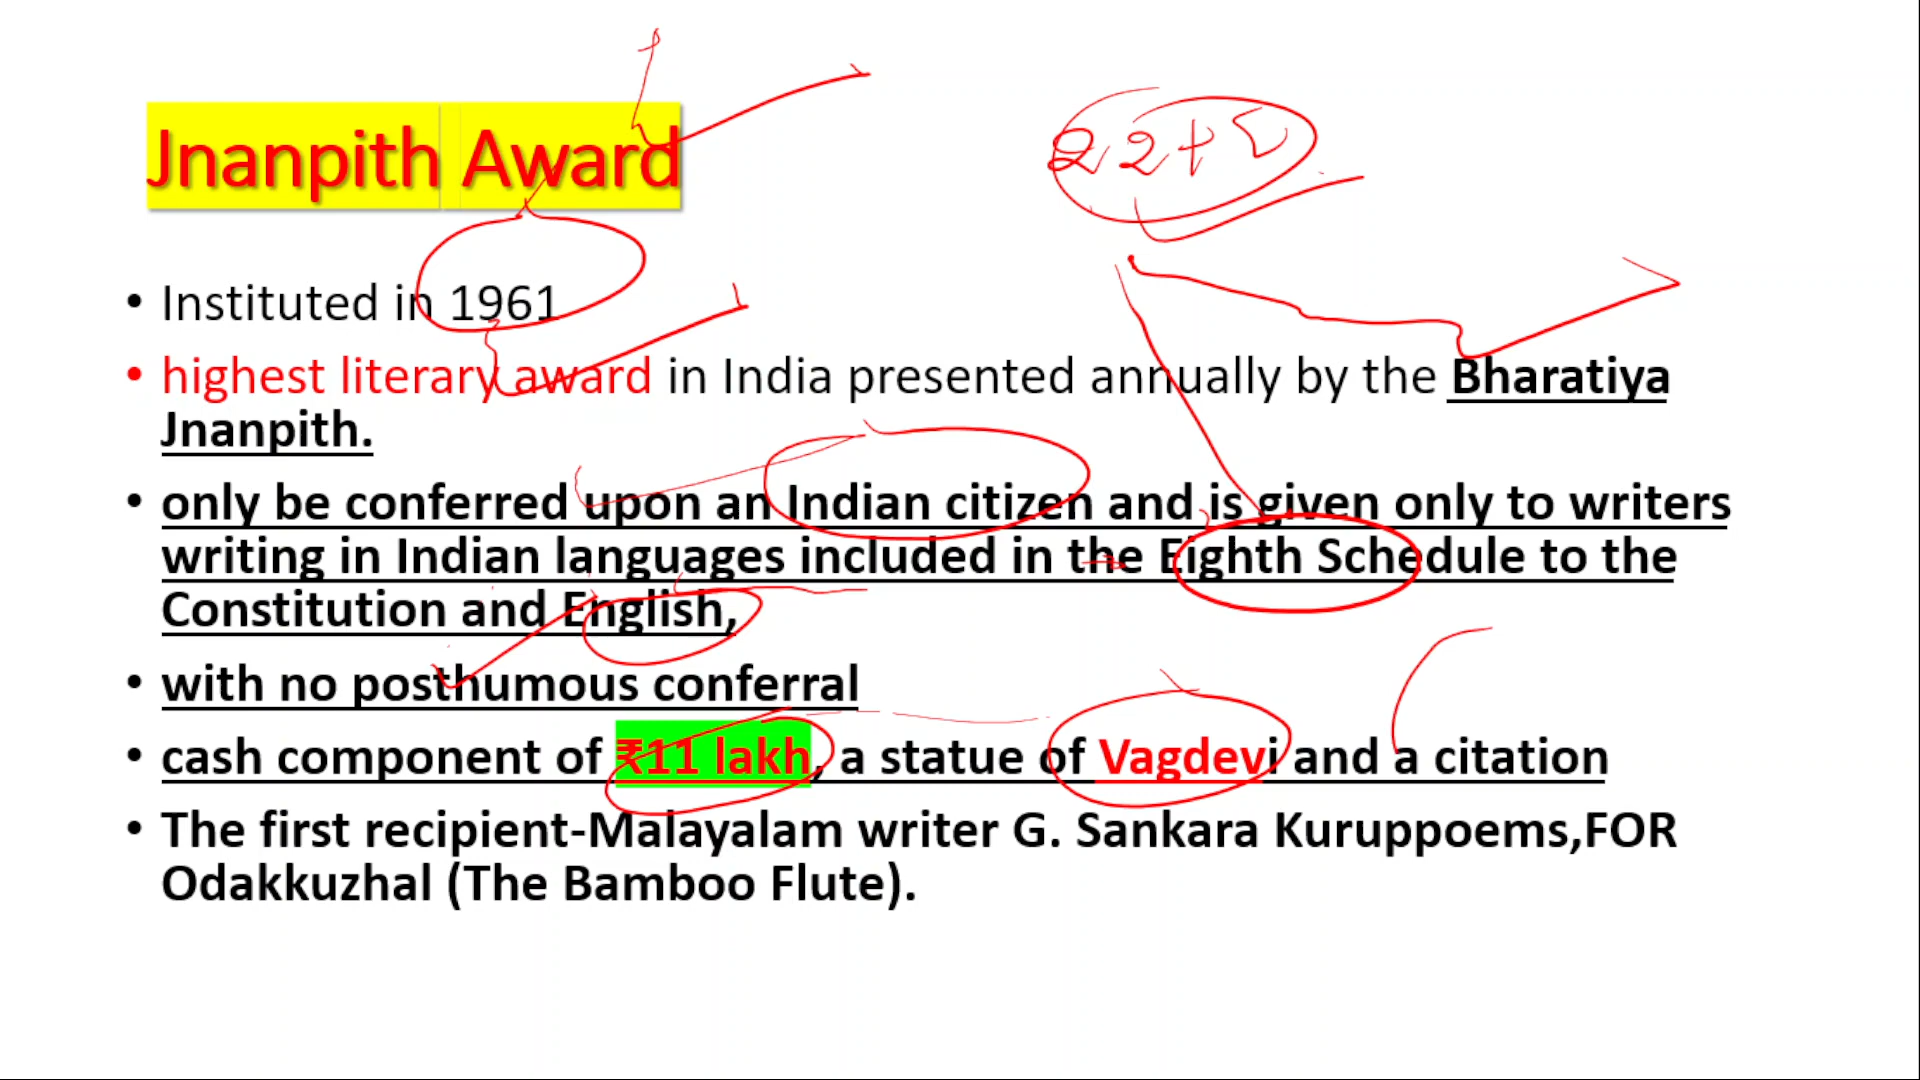 Jnanpith Award
• Instituted in 1961
• highest literary award in India presented annually by the Bharatiya
Jnanpith.
• only be conferred upon an Indian citizen and is given only to writers
writing in Indian languages included in the Eighth Schedule to the
Constitution and English,
• with no posthumous conferral
• cash component of ₹11 lakh, a statue of Vagdevi and a citation
• The first recipient-Malayalam writer G. Sankara Kuruppoems,FOR
Odakkuzhal (The Bamboo Flute).
22+